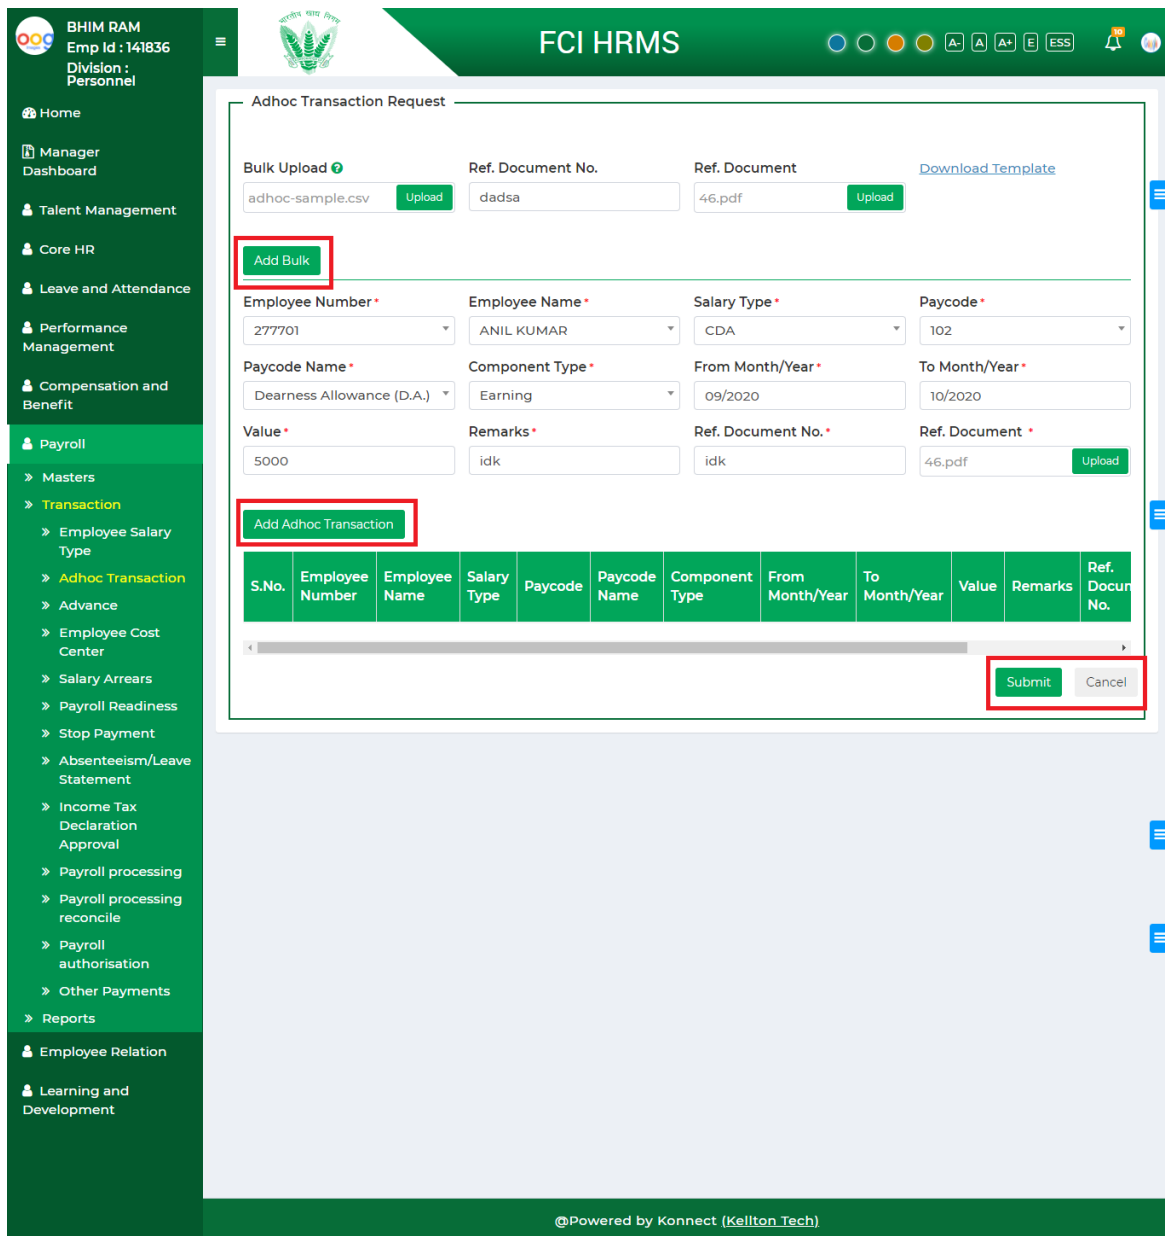 BHIM RAM
Emp Id : 141836
Division :
Personnel
भारतीय खाद्य निगम
FCI HRMS
A-
A
A+
E
ESS
10
Home
Manager
Dashboard
Talent Management
Core HR
Leave and Attendance
Performance
Management
Compensation and
Benefit
Payroll
Masters
Transaction
Employee Salary
Type
Adhoc Transaction
Advance
Employee Cost
Center
Salary Arrears
Payroll Readiness
Stop Payment
Absenteeism/Leave
Statement
Income Tax
Declaration
Approval
Payroll processing
Payroll processing
reconcile
Payroll
authorisation
Other Payments
Reports
Employee Relation
Learning and
Development
Adhoc Transaction Request
Bulk Upload ? Ref. Document No. Ref. Document Download Template
adhoc-sample.csv Upload dadsa 46.pdf Upload
Add Bulk
Employee Number * Employee Name * Salary Type * Paycode *
277701 ANIL KUMAR CDA 102
Paycode Name * Component Type * From Month/Year * To Month/Year *
Dearness Allowance (D.A.) Earning 09/2020 10/2020
Value * Remarks * Ref. Document No. * Ref. Document *
5000 idk idk 46.pdf Upload
Add Adhoc Transaction
S.No. Employee Number Employee Name Salary Type Paycode Paycode Name Component Type From Month/Year To Month/Year Value Remarks Ref. Docum No.
Submit Cancel
@Powered by Konnect (Kellton Tech)